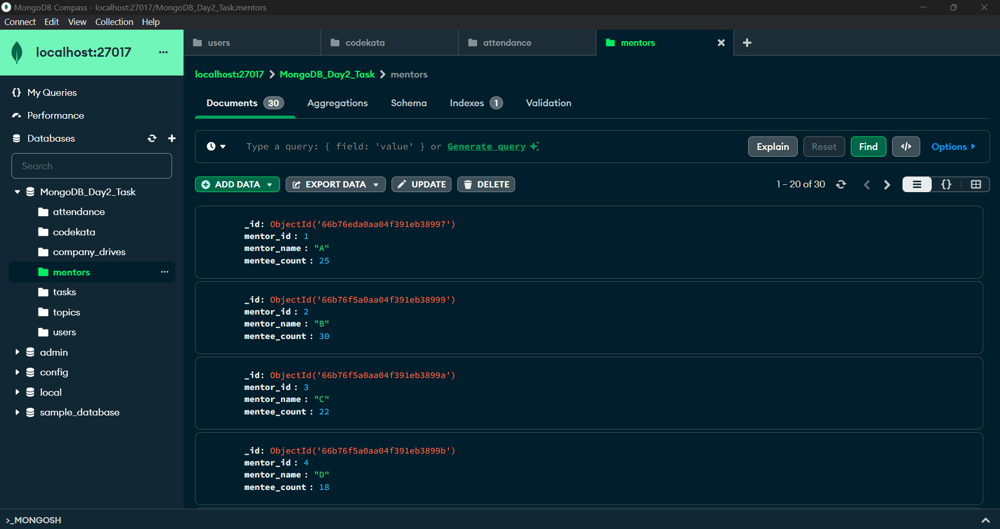 MongoDB Compass - localhost:27017/MongoDB_Day2_Task.mentors
Connect Edit View Collection Help
localhost:27017
My Queries
Performance
Databases
Search
MongoDB_Day2_Task
attendance
codekata
company_drives
mentors
tasks
topics
users
admin
config
local
sample_database
users codekata attendance mentors
localhost:27017 > MongoDB_Day2_Task > mentors
Documents 30 Aggregations Schema Indexes 1 Validation
Type a query: { field: 'value' } or Generate query Explain Reset Find </> Options
ADD DATA EXPORT DATA UPDATE DELETE 1 – 20 of 30 {}
_id: ObjectId('66b76eda0aa04f391eb38997')
mentor_id : 1
mentor_name : "A"
mentee_count : 25
_id: ObjectId('66b76f5a0aa04f391eb38999')
mentor_id : 2
mentor_name : "B"
mentee_count : 30
_id: ObjectId('66b76f5a0aa04f391eb3899a')
mentor_id : 3
mentor_name : "C"
mentee_count : 22
_id: ObjectId('66b76f5a0aa04f391eb3899b')
mentor_id : 4
mentor_name : "D"
mentee_count : 18
>_MONGOSH